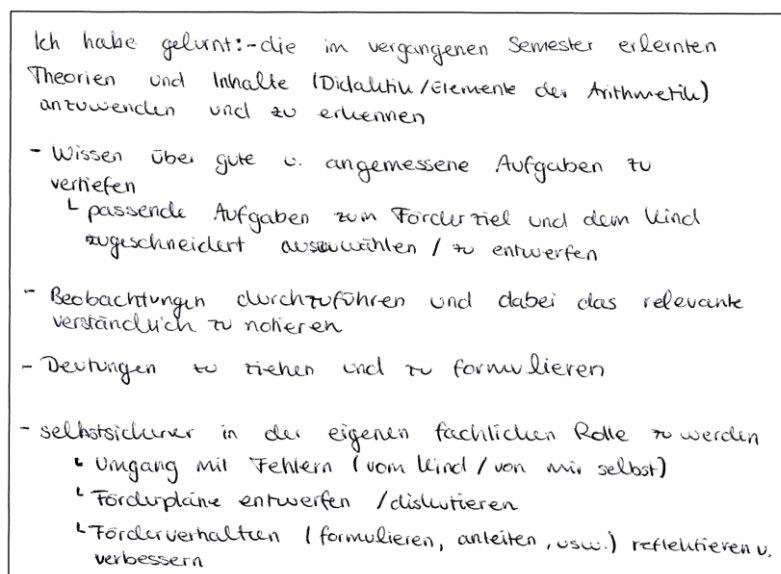 Ich habe gelernt: - die im vergangenen Semester erlernten
Theorien und Inhalte (Didaktik / Elemente der Arithmetik)
anzuwenden und zu erkennen
- Wissen über gute u. angemessene Aufgaben zu
vertiefen
└ passende Aufgaben zum Förderziel und dem Kind
zugeschneidert auszuwählen / zu entwerfen
- Beobachtungen durchzuführen und dabei das relevante
verständlich zu notieren
- Deutungen zu ziehen und zu formulieren
- selbstsicherer in der eigenen fachlichen Rolle zu werden
└ Umgang mit Fehlern (vom Kind / von mir selbst)
└ Förderpläne entwerfen / diskutieren
└ Förderverhalten (formulieren, anleiten, usw.) reflektieren u.
verbessern